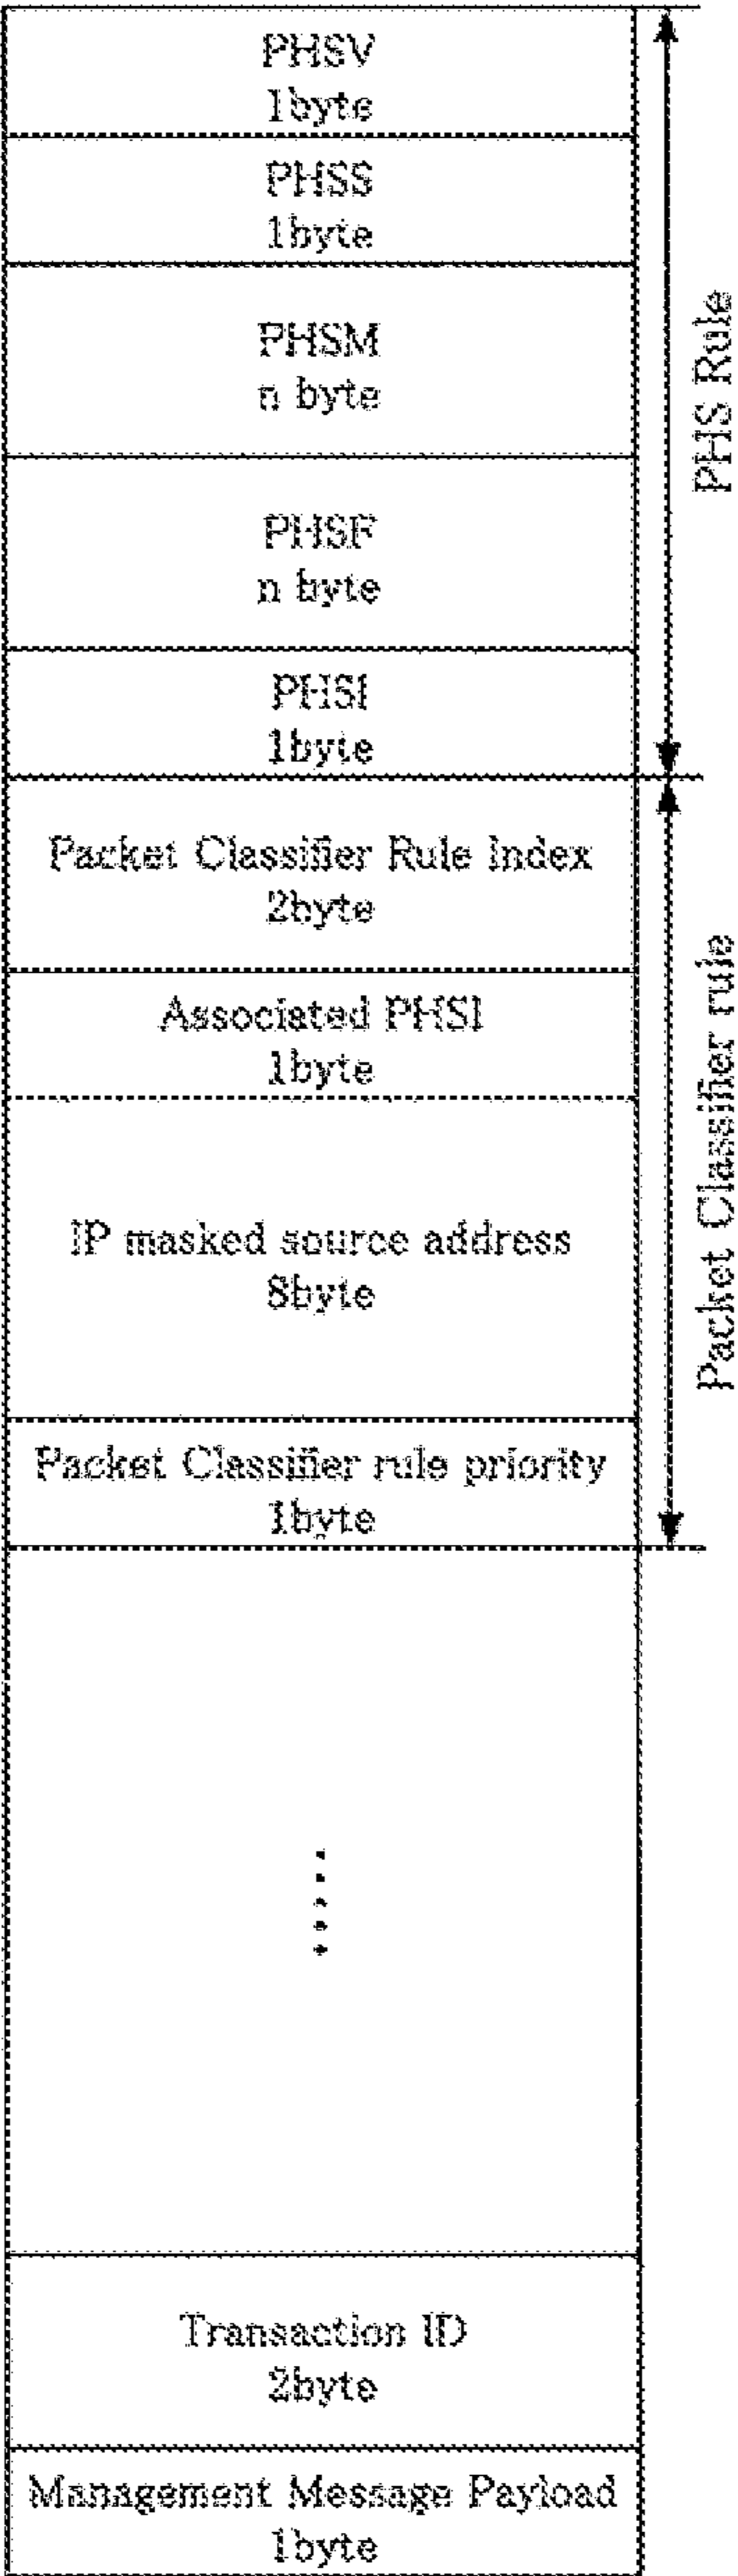 PHSV
1byte
PHSS
1byte
PHSM
n byte
PHSF
n byte
PHSI
1byte
PHS Rule
Packet Classifier Rule Index
2byte
Associated PHSI
1byte
IP masked source address
8byte
Packet Classifier rule priority
1byte
Packet Classifier rule
Transaction ID
2byte
Management Message Payload
1byte